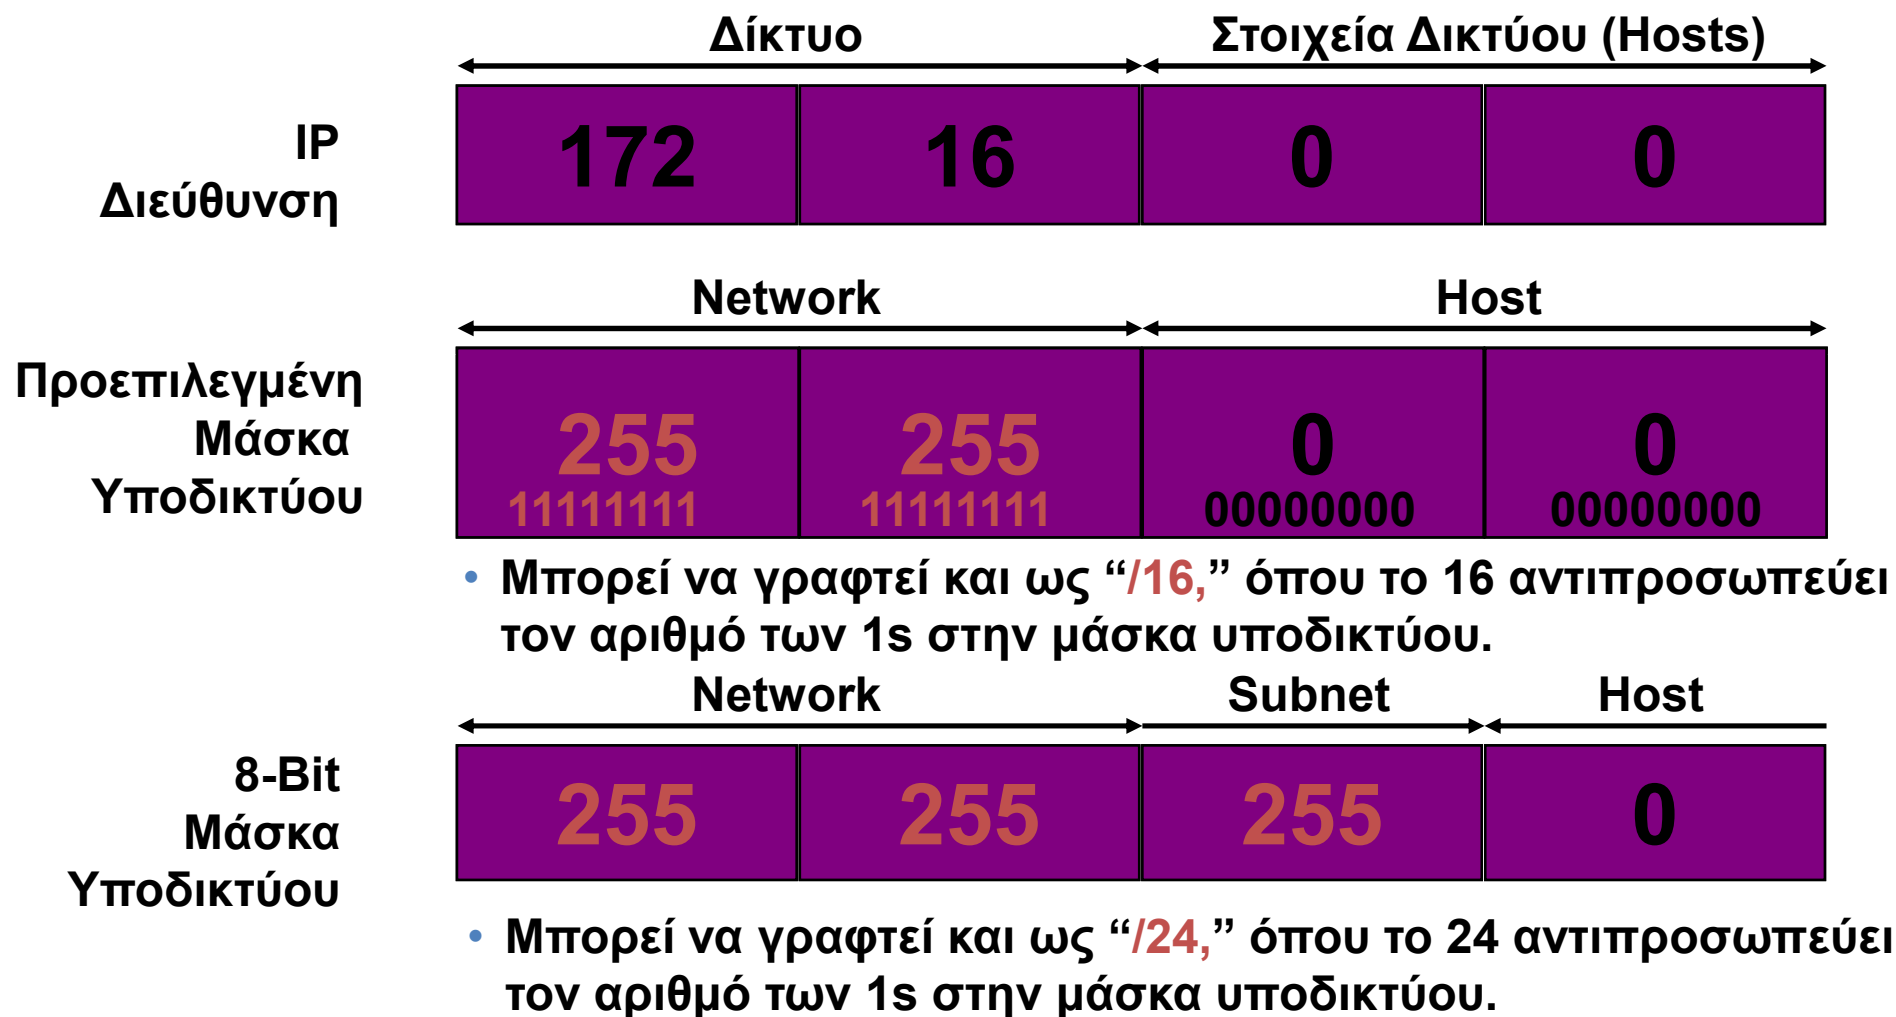 Δίκτυο Στοιχεία Δικτύου (Hosts)
IP
Διεύθυνση
172 16 0 0
Network Host
Προεπιλεγμένη
Μάσκα
Υποδικτύου
255 255 0 0
11111111 11111111 00000000 00000000
• Μπορεί να γραφτεί και ως “/16,” όπου το 16 αντιπροσωπεύει
τον αριθμό των 1s στην μάσκα υποδικτύου.
Network Subnet Host
8-Bit
Μάσκα
Υποδικτύου
255 255 255 0
• Μπορεί να γραφτεί και ως “/24,” όπου το 24 αντιπροσωπεύει
τον αριθμό των 1s στην μάσκα υποδικτύου.